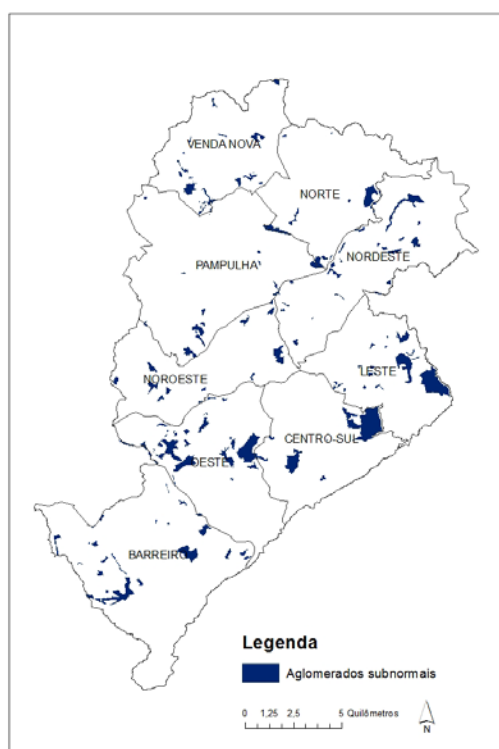 VENDA NOVA
NORTE
NORDESTE
PAMPULHA
LESTE
NOROESTE
CENTRO-SUL
OESTE
BARREIRO
Legenda
Aglomerados subnormais
0 1,25 2,5 5 Quilómetros
N